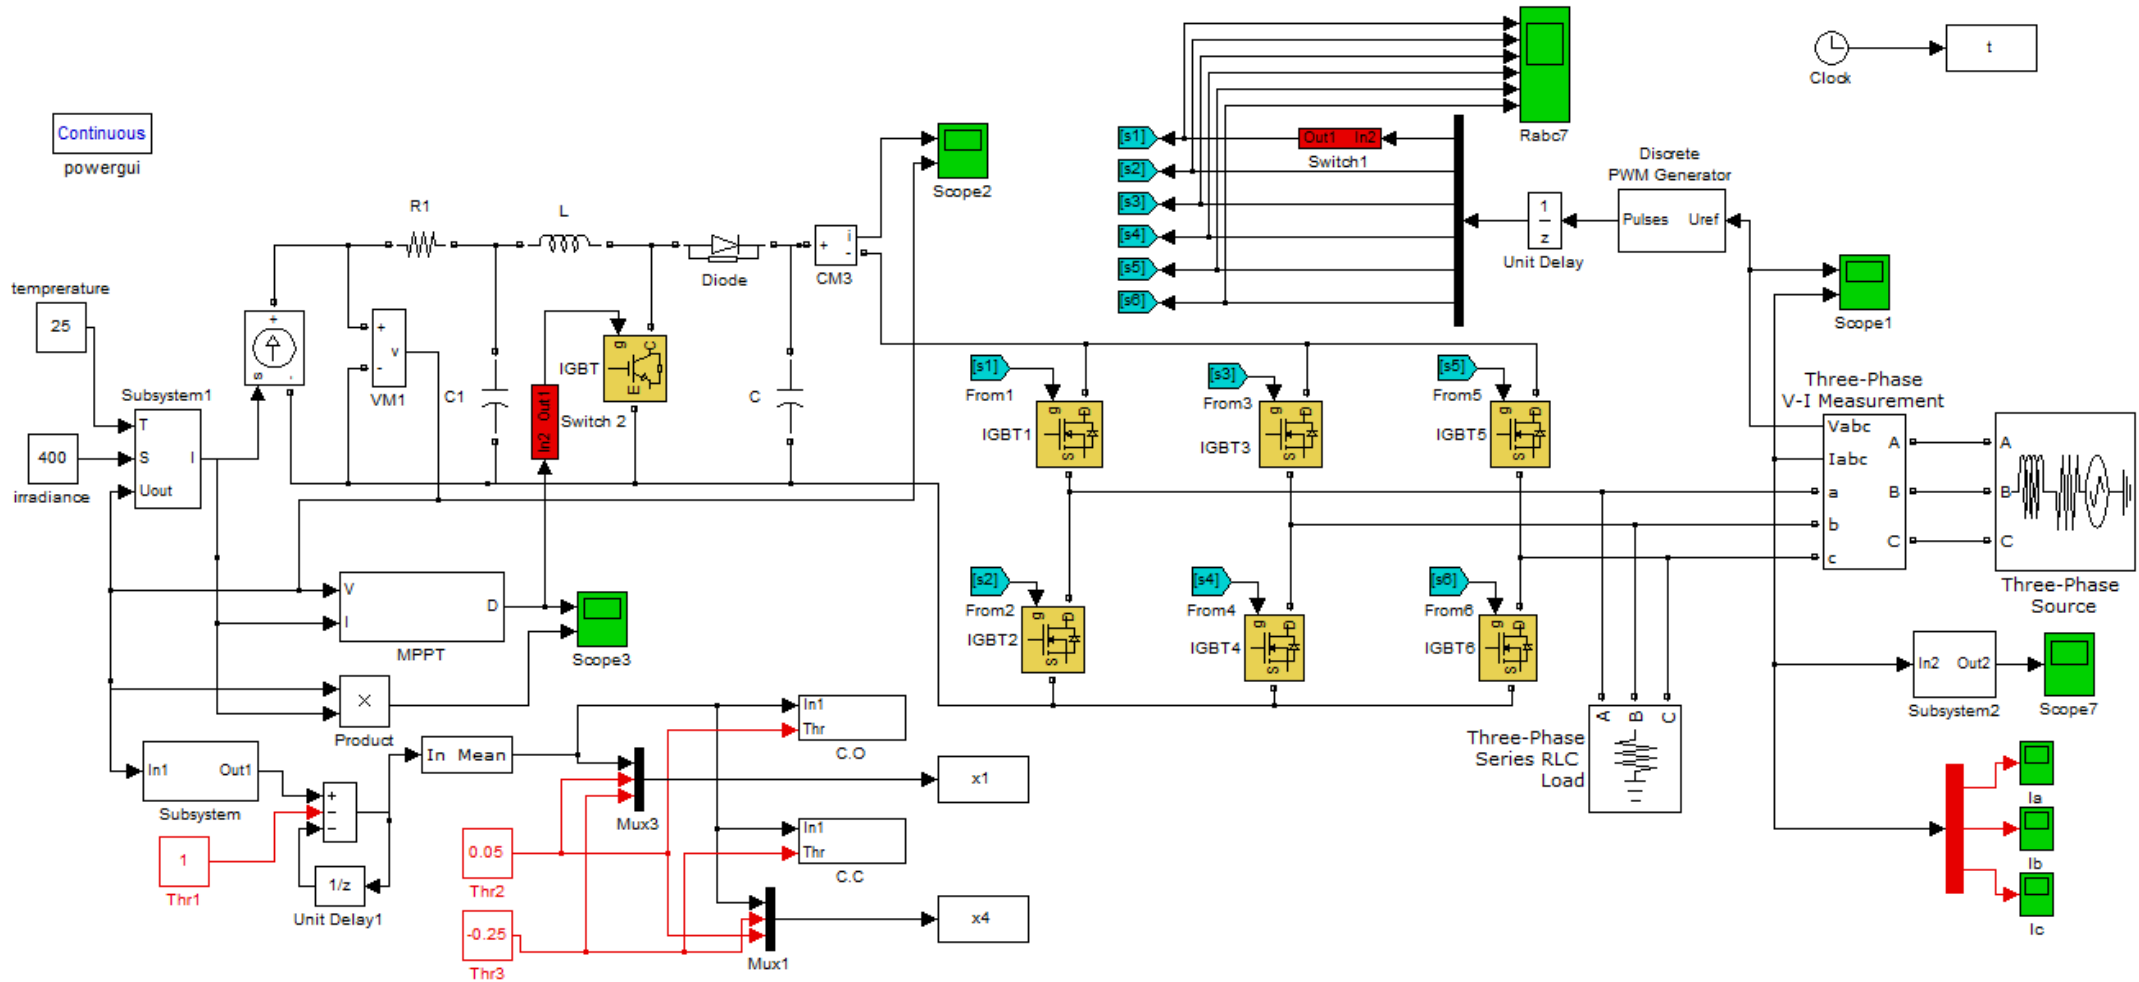 Continuous
powergui
temprerature
25
400
irradiance
Subsystem1
T
S
Uout
I
+
s
-
R1
L
+
v
-
VM1
C1
In2 Out1
Switch 2
g
C
E
IGBT
Diode
C
+
i
-
CM3
Scope2
V
I
D
MPPT
Scope3
×
Product
In1
Out1
Subsystem
1
Thr1
+
−
−
1/z
Unit Delay1
In Mean
0.05
Thr2
-0.25
Thr3
Mux3
Mux1
In1
Thr
C.O
x1
In1
Thr
C.C
x4
[s1]
[s2]
[s3]
[s4]
[s5]
[s6]
Out1 In2
Switch1
Rabc7
1
z
Unit Delay
Discrete
PWM Generator
Pulses
Uref
Clock
t
Scope1
[s1]
From1
g
D
S
IGBT1
[s3]
From3
g
D
S
IGBT3
[s5]
From5
g
D
S
IGBT5
[s2]
From2
g
D
S
IGBT2
[s4]
From4
g
D
S
IGBT4
[s6]
From6
g
D
S
IGBT6
Three-Phase
V-I Measurement
Vabc
Iabc
a
b
c
A
B
C
A
B
C
Three-Phase
Source
A
B
C
Three-Phase
Series RLC
Load
In2
Out2
Subsystem2
Scope7
Ia
Ib
Ic